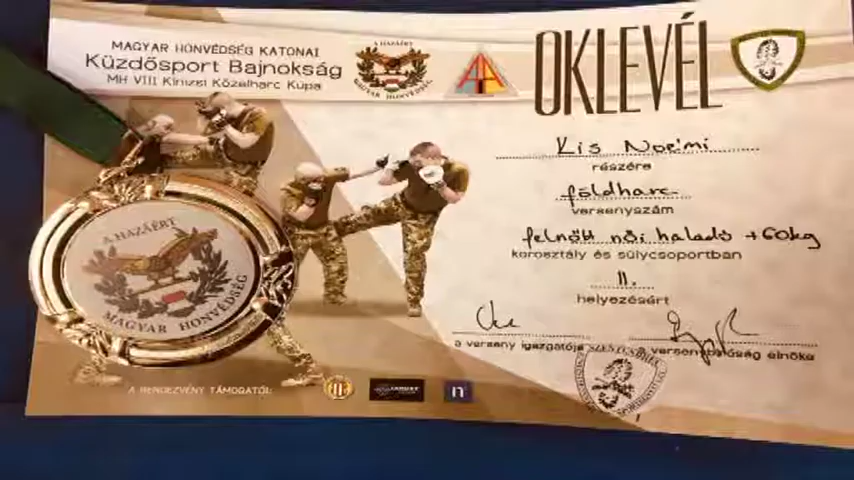 MAGYAR HONVÉDSÉG KATONAI
Küzdősport Bajnokság
MH VIII Kinizsi Közelharc Kupa
A HAZÁÉRT
MAGYAR HONVÉDSÉG
OKLEVÉL
Kis Noémi
részére
földharc
versenyszám
felnőtt női haladó +60kg
korosztály és súlycsoportban
II.
helyezésért
a verseny igazgatója
versenybíróság elnöke
A HAZÁÉRT
MAGYAR HONVÉDSÉG
A RENDEZVÉNY TÁMOGATÓI:
n